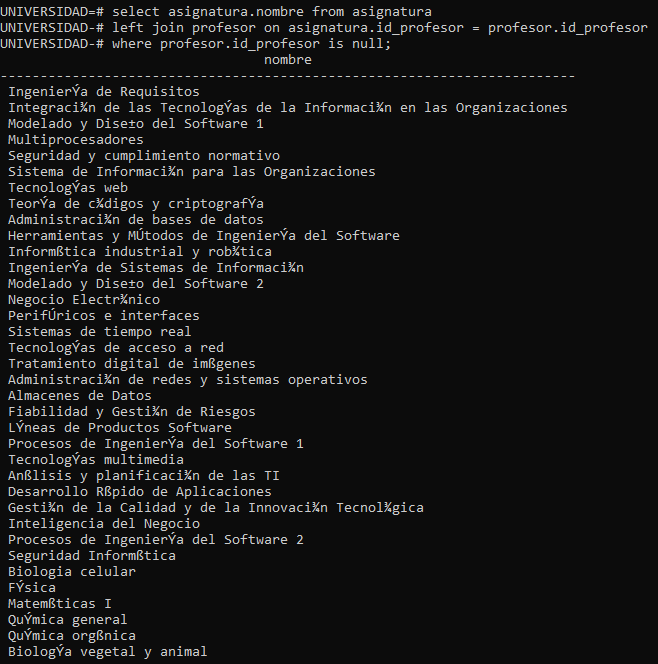 UNIVERSIDAD=# select asignatura.nombre from asignatura
UNIVERSIDAD-# left join profesor on asignatura.id_profesor = profesor.id_profesor
UNIVERSIDAD-# where profesor.id_profesor is null;
nombre
------------------------------------------------------------------------
IngenierÝa de Requisitos
Integraci¾n de las TecnologÝas de la Informaci¾n en las Organizaciones
Modelado y Dise±o del Software 1
Multiprocesadores
Seguridad y cumplimiento normativo
Sistema de Informaci¾n para las Organizaciones
TecnologÝas web
TeorÝa de c¾digos y criptografÝa
Administraci¾n de bases de datos
Herramientas y MÚtodos de IngenierÝa del Software
Informßtica industrial y rob¾tica
IngenierÝa de Sistemas de Informaci¾n
Modelado y Dise±o del Software 2
Negocio Electr¾nico
PerifÚricos e interfaces
Sistemas de tiempo real
TecnologÝas de acceso a red
Tratamiento digital de imßgenes
Administraci¾n de redes y sistemas operativos
Almacenes de Datos
Fiabilidad y Gesti¾n de Riesgos
LÝneas de Productos Software
Procesos de IngenierÝa del Software 1
TecnologÝas multimedia
Anßlisis y planificaci¾n de las TI
Desarrollo Rßpido de Aplicaciones
Gesti¾n de la Calidad y de la Innovaci¾n Tecnol¾gica
Inteligencia del Negocio
Procesos de IngenierÝa del Software 2
Seguridad Informßtica
Biologia celular
FÝsica
Matemßticas I
QuÝmica general
QuÝmica orgßnica
BiologÝa vegetal y animal